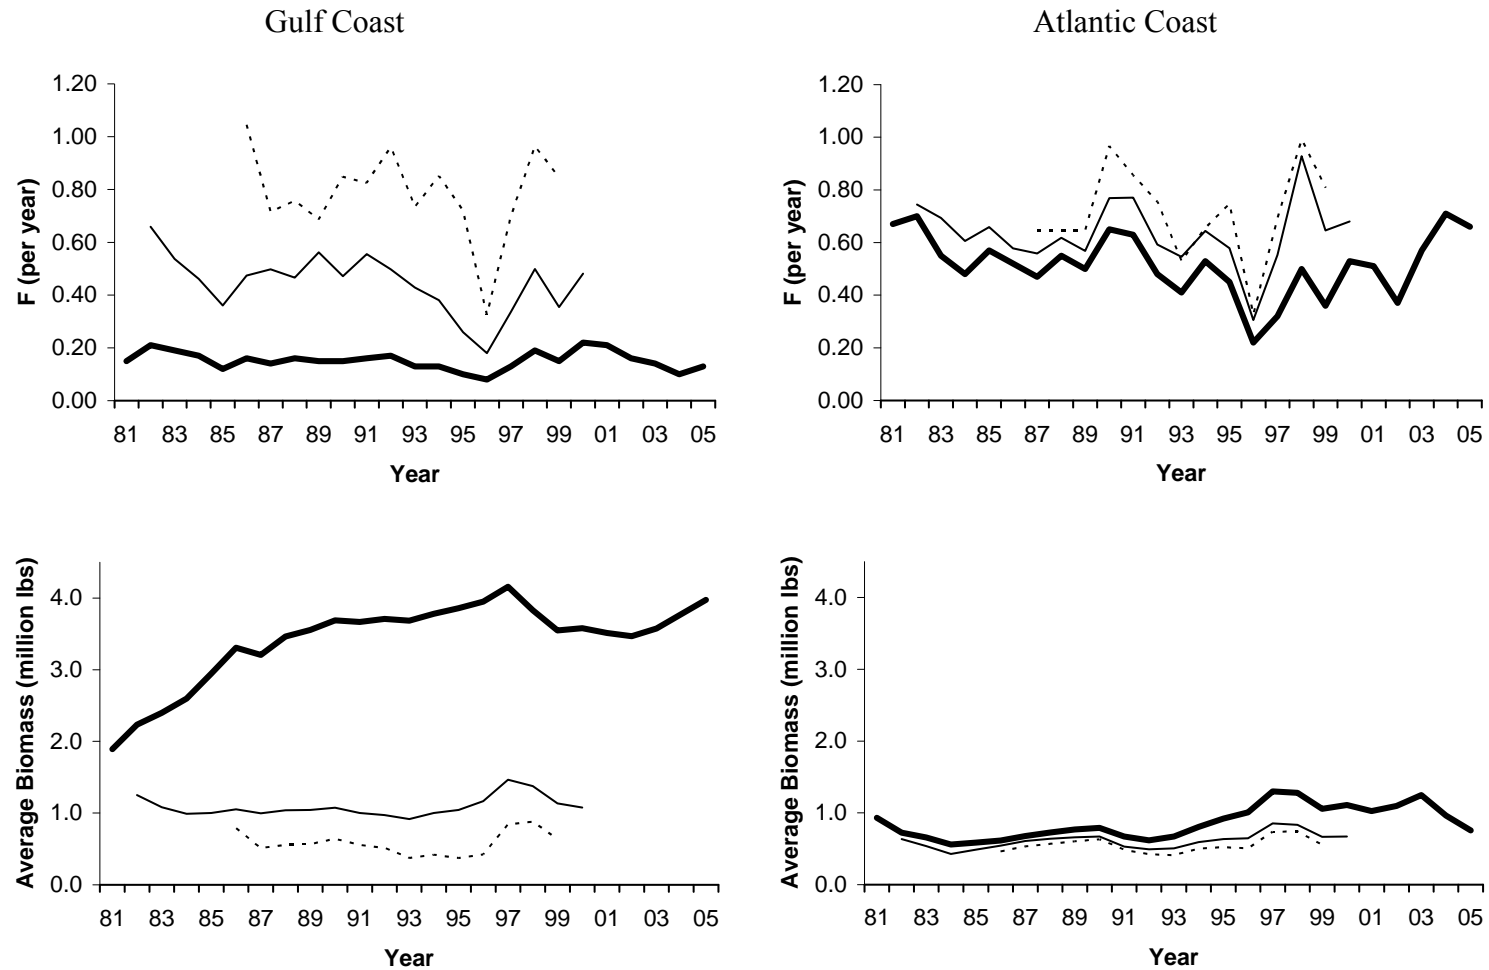 Gulf Coast
Atlantic Coast
F (per year)
1.20
1.00
0.80
0.60
0.40
0.20
0.00
81 83 85 87 89 91 93 95 97 99 01 03 05
Year
F (per year)
1.20
1.00
0.80
0.60
0.40
0.20
0.00
81 83 85 87 89 91 93 95 97 99 01 03 05
Year
Average Biomass (million lbs)
4.0
3.0
2.0
1.0
0.0
81 83 85 87 89 91 93 95 97 99 01 03 05
Year
Average Biomass (million lbs)
4.0
3.0
2.0
1.0
0.0
81 83 85 87 89 91 93 95 97 99 01 03 05
Year